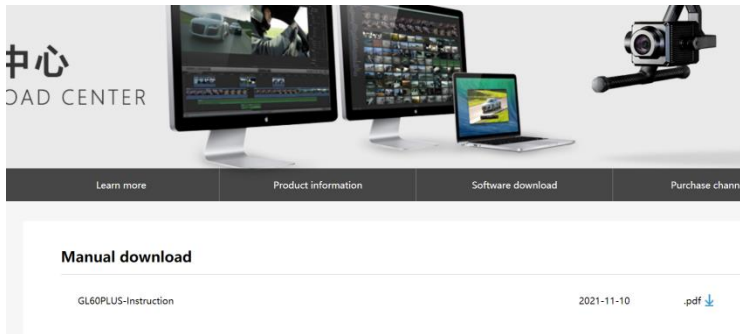 中心
OAD CENTER
Learn more
Product information
Software download
Purchase chann
Manual download
GL60PLUS-Instruction
2021-11-10
.pdf